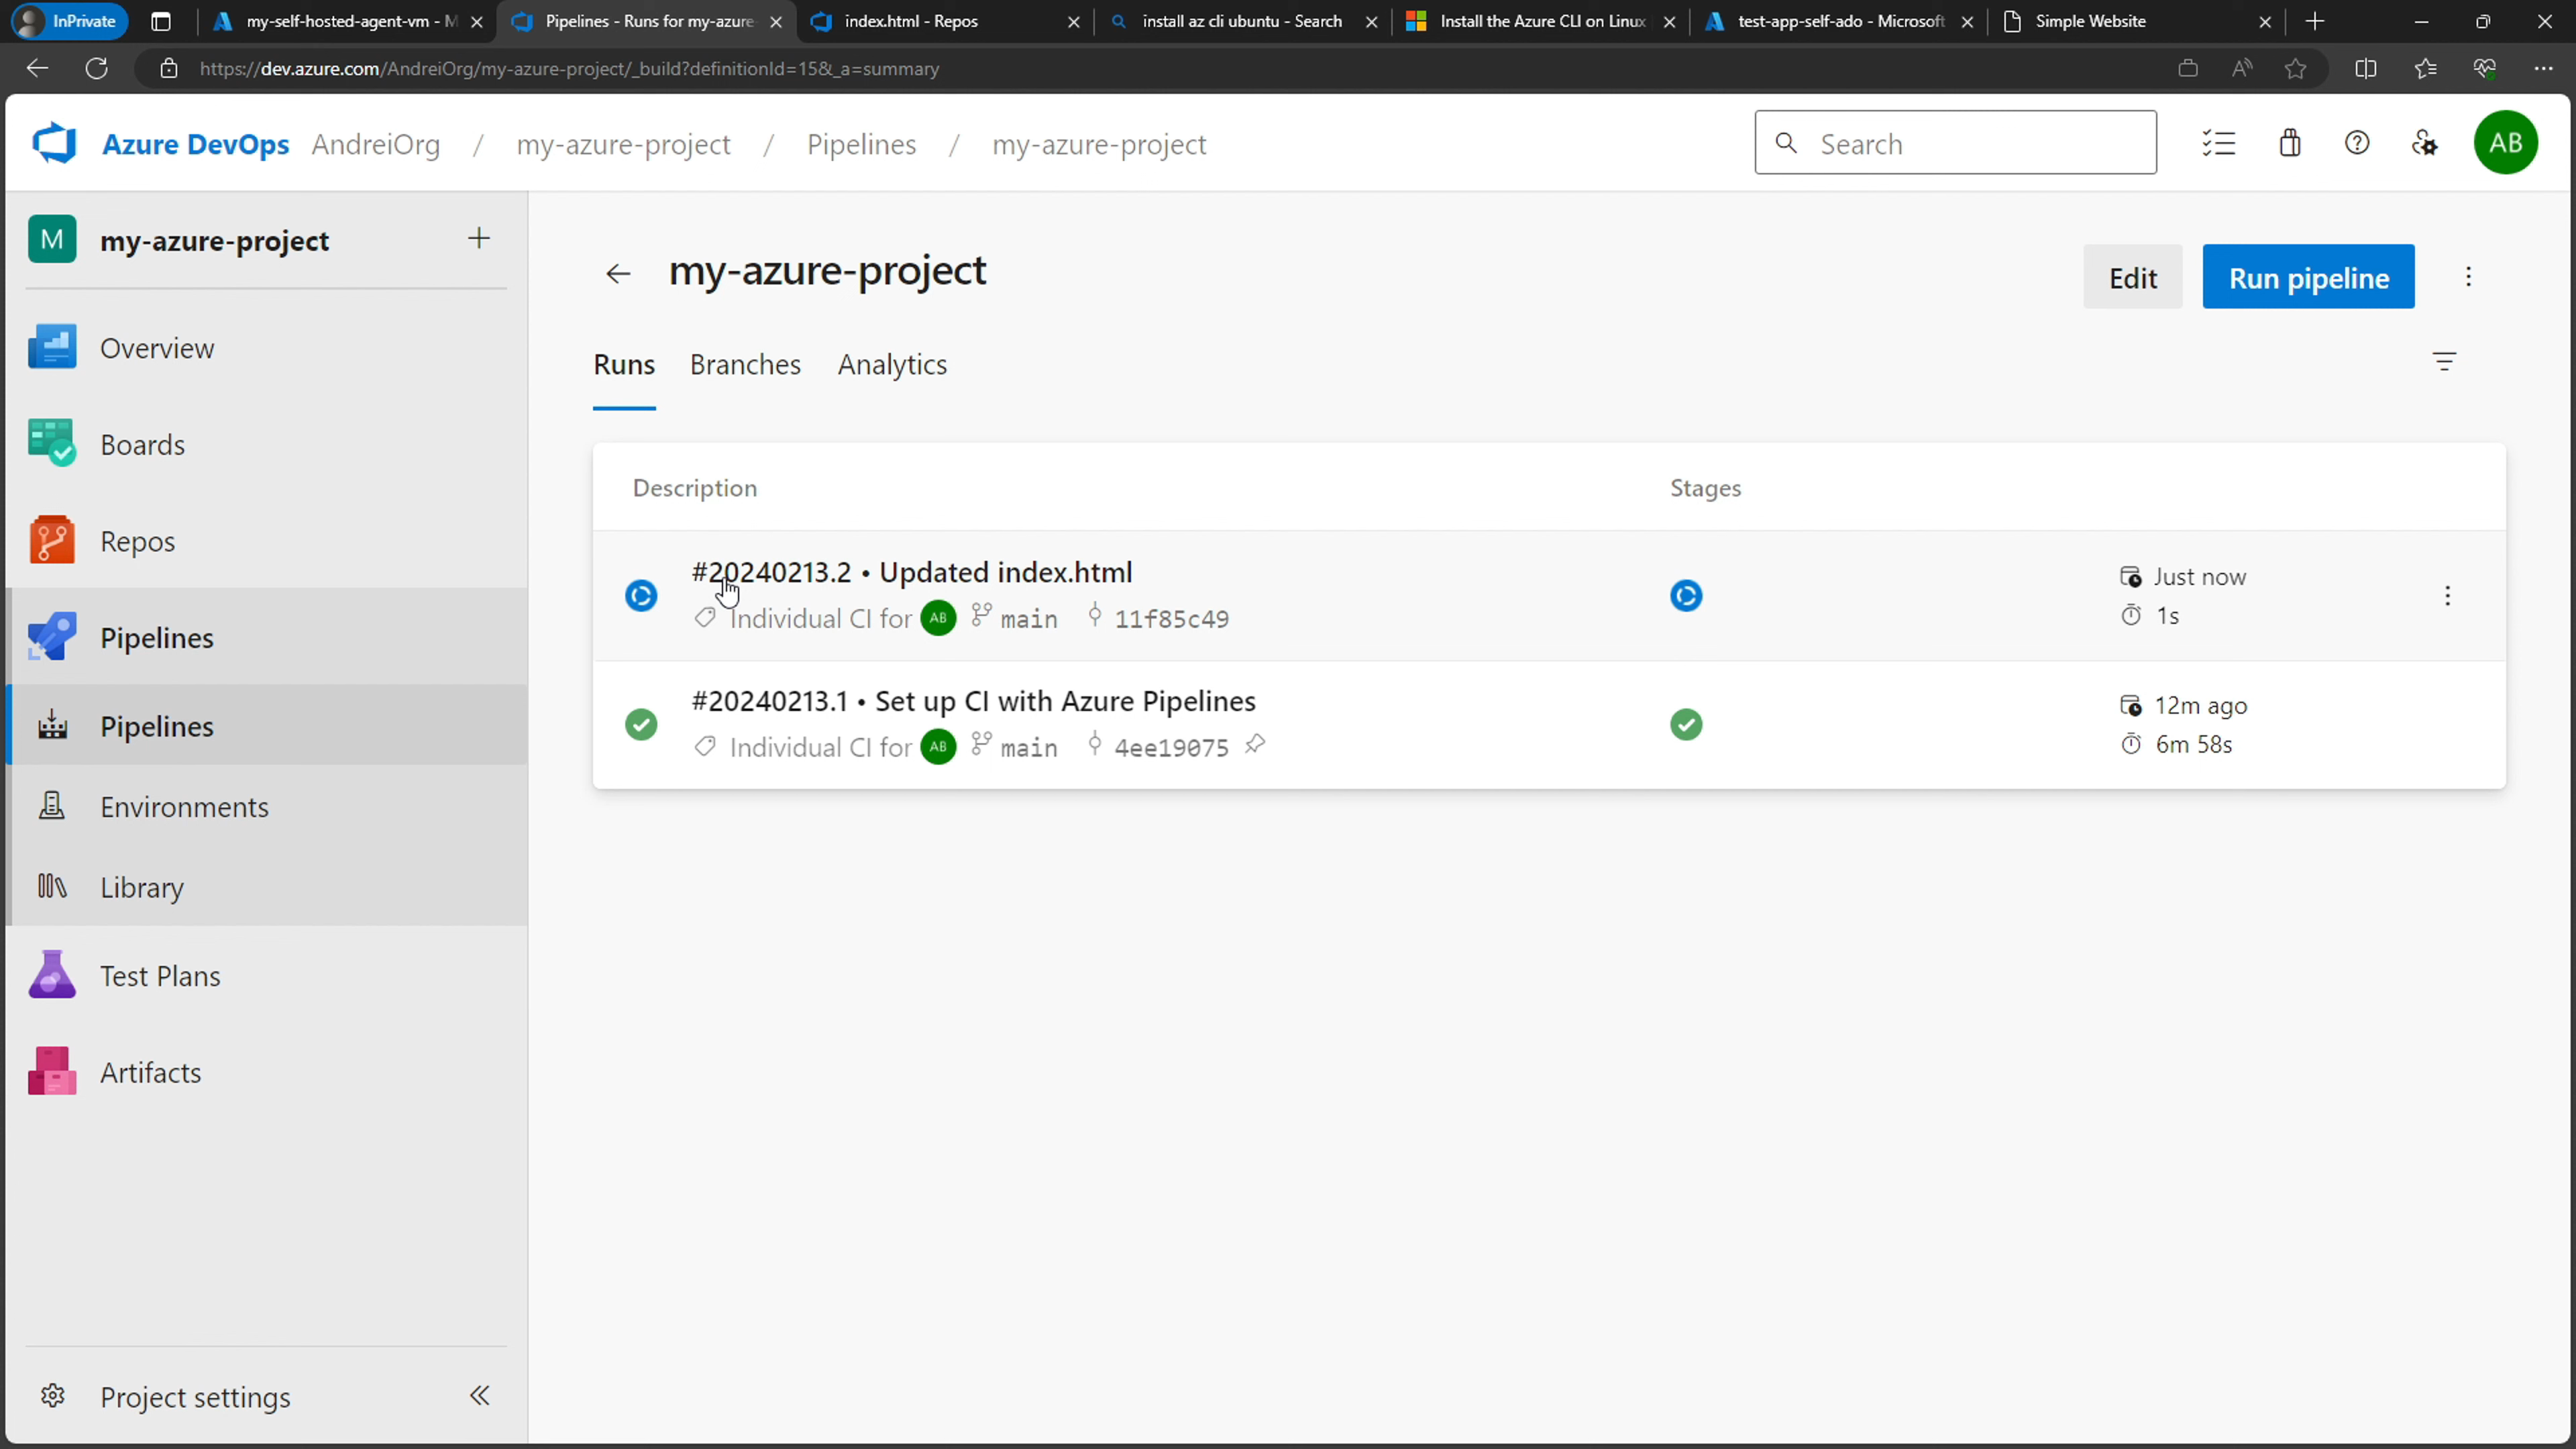 InPrivate
my-self-hosted-agent-vm - M
Pipelines - Runs for my-azure-
index.html - Repos
install az cli ubuntu - Search
Install the Azure CLI on Linux
test-app-self-ado - Microsoft
Simple Website
https://dev.azure.com/AndreiOrg/my-azure-project/_build?definitionId=15&_a=summary
Azure DevOps AndreiOrg / my-azure-project / Pipelines / my-azure-project
Search
AB
M my-azure-project
Overview
Boards
Repos
Pipelines
Pipelines
Environments
Library
Test Plans
Artifacts
Project settings
my-azure-project
Edit
Run pipeline
Runs Branches Analytics
Description Stages
#20240213.2 • Updated index.html
Individual CI for AB main 11f85c49
Just now
1s
#20240213.1 • Set up CI with Azure Pipelines
Individual CI for AB main 4ee19075
12m ago
6m 58s